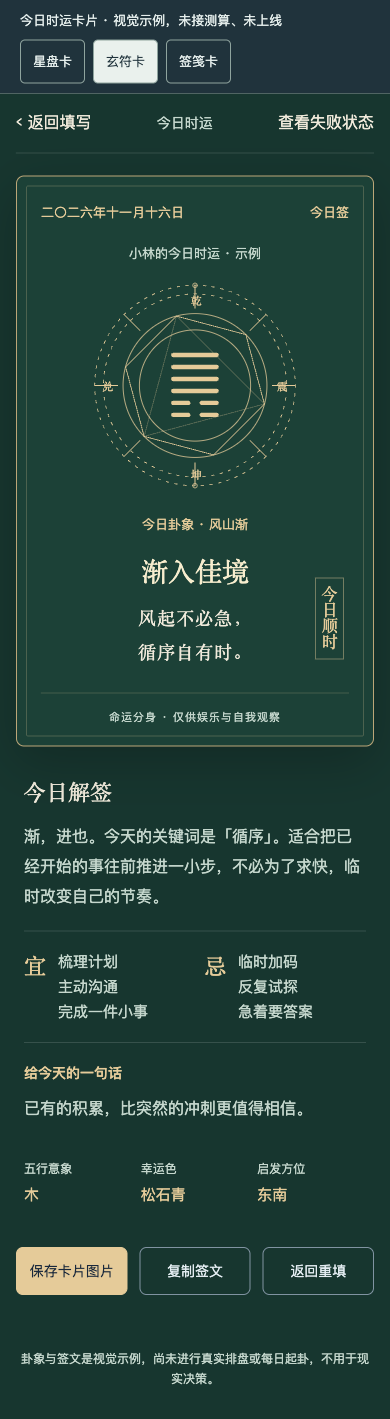 今日时运卡片 · 视觉示例，未接测算、未上线
星盘卡
玄符卡
签笺卡
‹ 返回填写
今日时运
查看失败状态
二〇二六年十一月十六日
今日签
小林的今日时运 · 示例
乾
兑
震
坤
今日卦象 · 风山渐
渐入佳境
风起不必急，
循序自有时。
今日顺时
命运分身 · 仅供娱乐与自我观察
今日解签
渐，进也。今天的关键词是「循序」。适合把已
经开始的事往前推进一小步，不必为了求快，临
时改变自己的节奏。
宜
梳理计划
主动沟通
完成一件小事
忌
临时加码
反复试探
急着要答案
给今天的一句话
已有的积累，比突然的冲刺更值得相信。
五行意象
幸运色
启发方位
木
松石青
东南
保存卡片图片
复制签文
返回重填
卦象与签文是视觉示例，尚未进行真实排盘或每日起卦，不用于现
实决策。